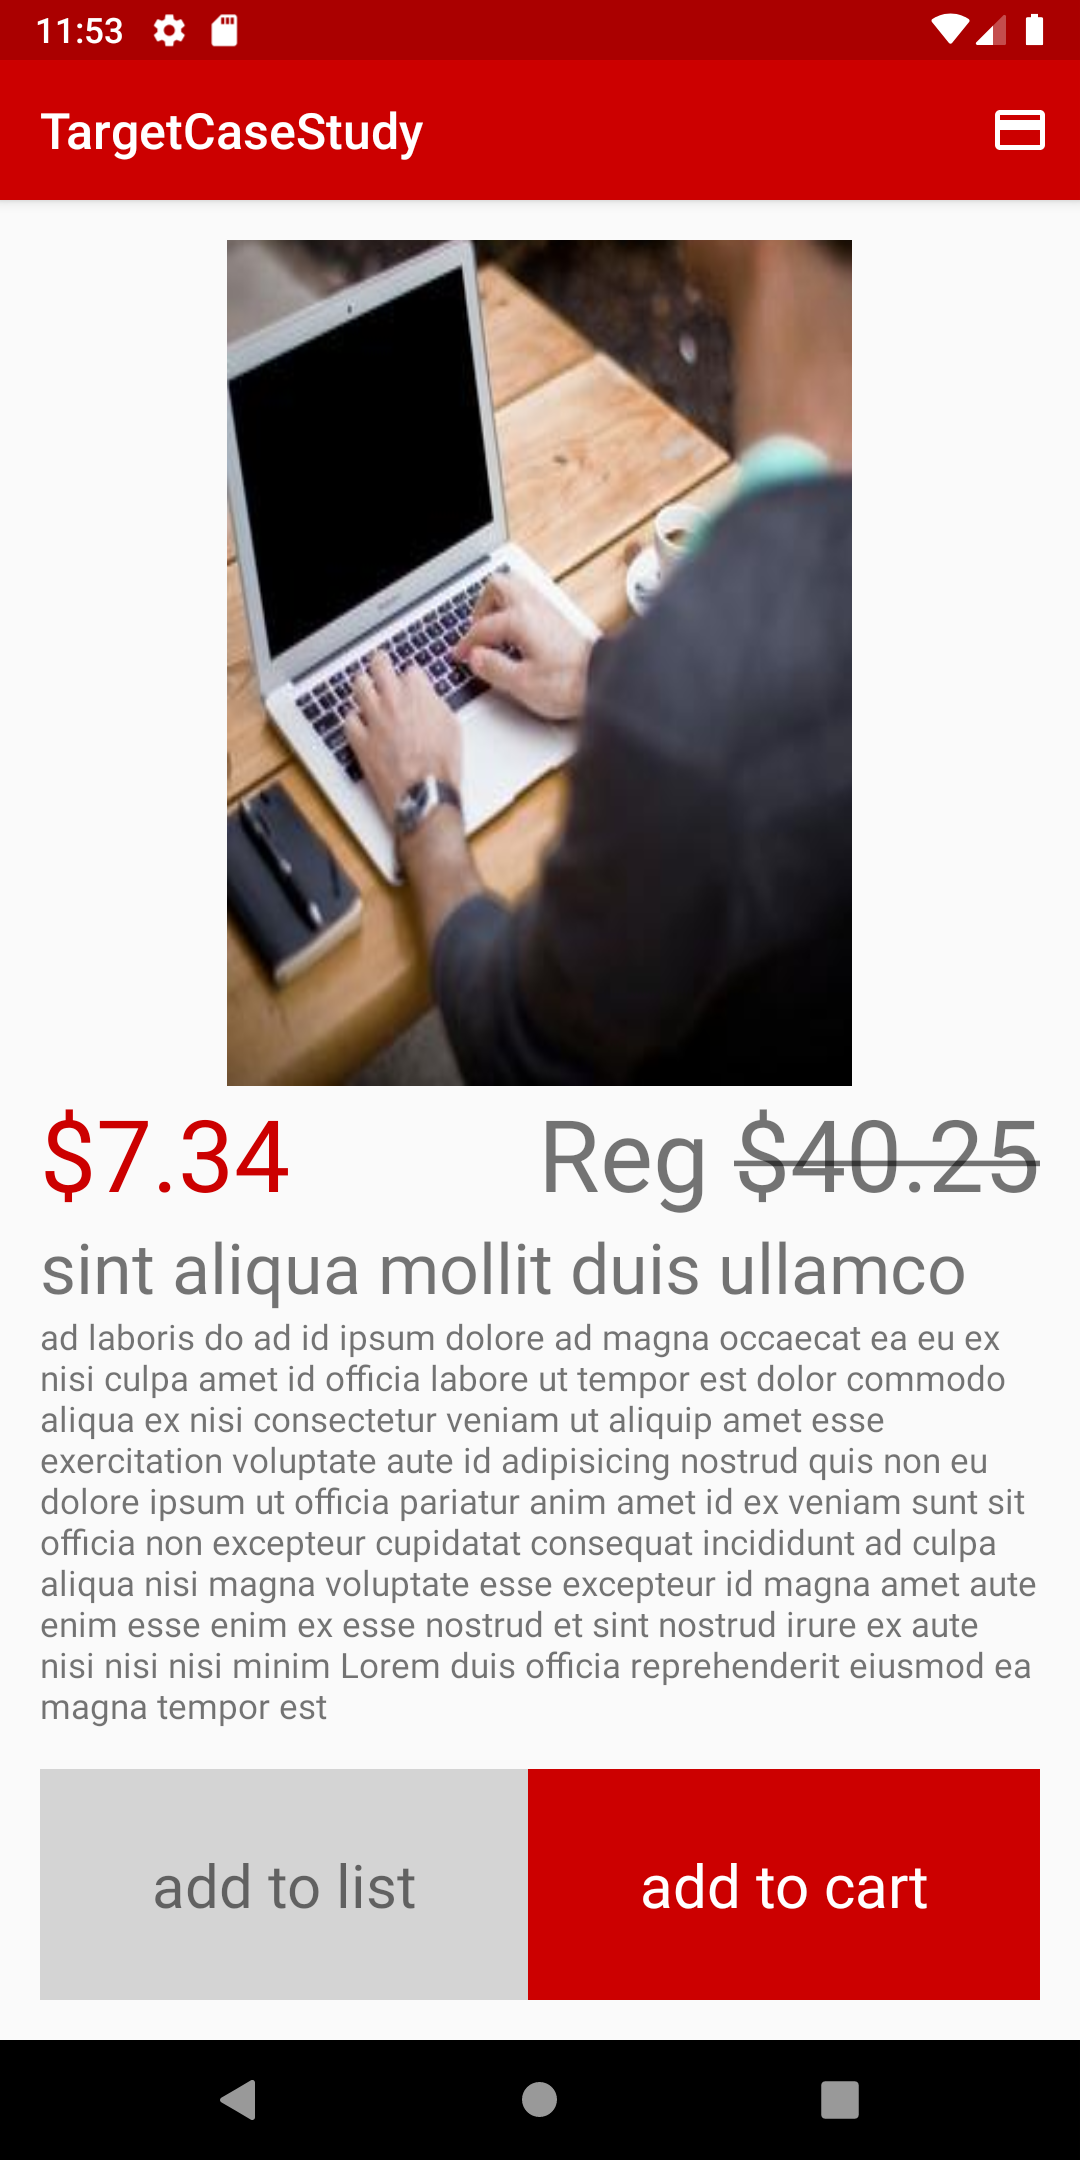 11:53
TargetCaseStudy
$7.34
Reg $40.25
sint aliqua mollit duis ullamco
ad laboris do ad id ipsum dolore ad magna occaecat ea eu ex
nisi culpa amet id officia labore ut tempor est dolor commodo
aliqua ex nisi consectetur veniam ut aliquip amet esse
exercitation voluptate aute id adipisicing nostrud quis non eu
dolore ipsum ut officia pariatur anim amet id ex veniam sunt sit
officia non excepteur cupidatat consequat incididunt ad culpa
aliqua nisi magna voluptate esse excepteur id magna amet aute
enim esse enim ex esse nostrud et sint nostrud irure ex aute
nisi nisi nisi minim Lorem duis officia reprehenderit eiusmod ea
magna tempor est
add to list
add to cart